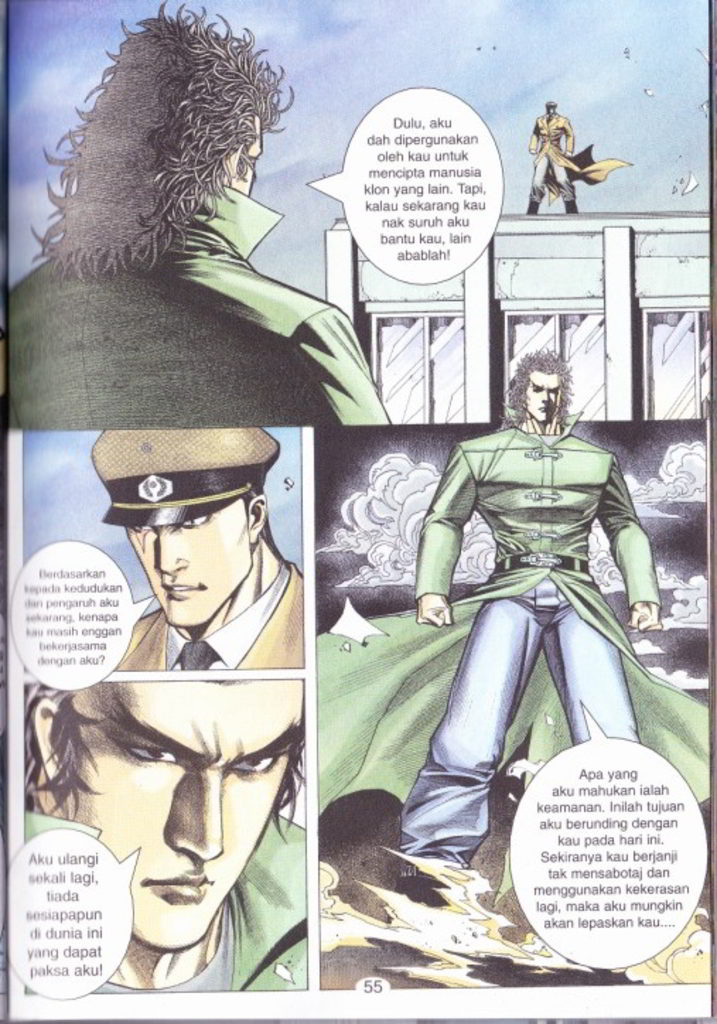 Dulu, aku
dah dipergunakan
oleh kau untuk
mencipta manusia
klon yang lain. Tapi,
kalau sekarang kau
nak suruh aku
bantu kau, lain
abablah!
Berdasarkan
kepada kedudukan
dan pengaruh aku
sekarang, kenapa
kau masih enggan
bekerjasama
dengan aku?
Aku ulangi
sekali lagi,
tiada
sesiapapun
di dunia ini
yang dapat
paksa aku!
Apa yang
aku mahukan ialah
keamanan. Inilah tujuan
aku berunding dengan
kau pada hari ini.
Sekiranya kau berjanji
tak mensabotaj dan
menggunakan kekerasan
lagi, maka aku mungkin
akan lepaskan kau....
55